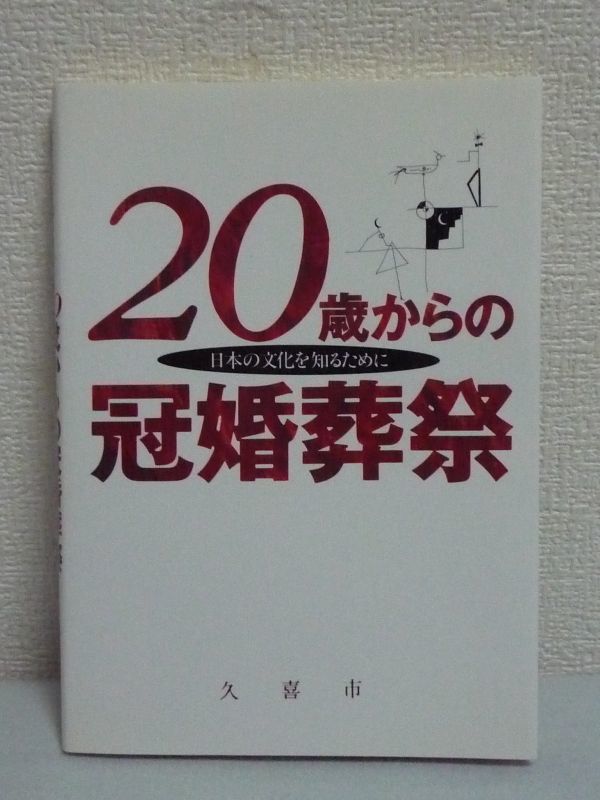 20歳からの
日本の文化を知るために
冠婚葬祭
久喜市